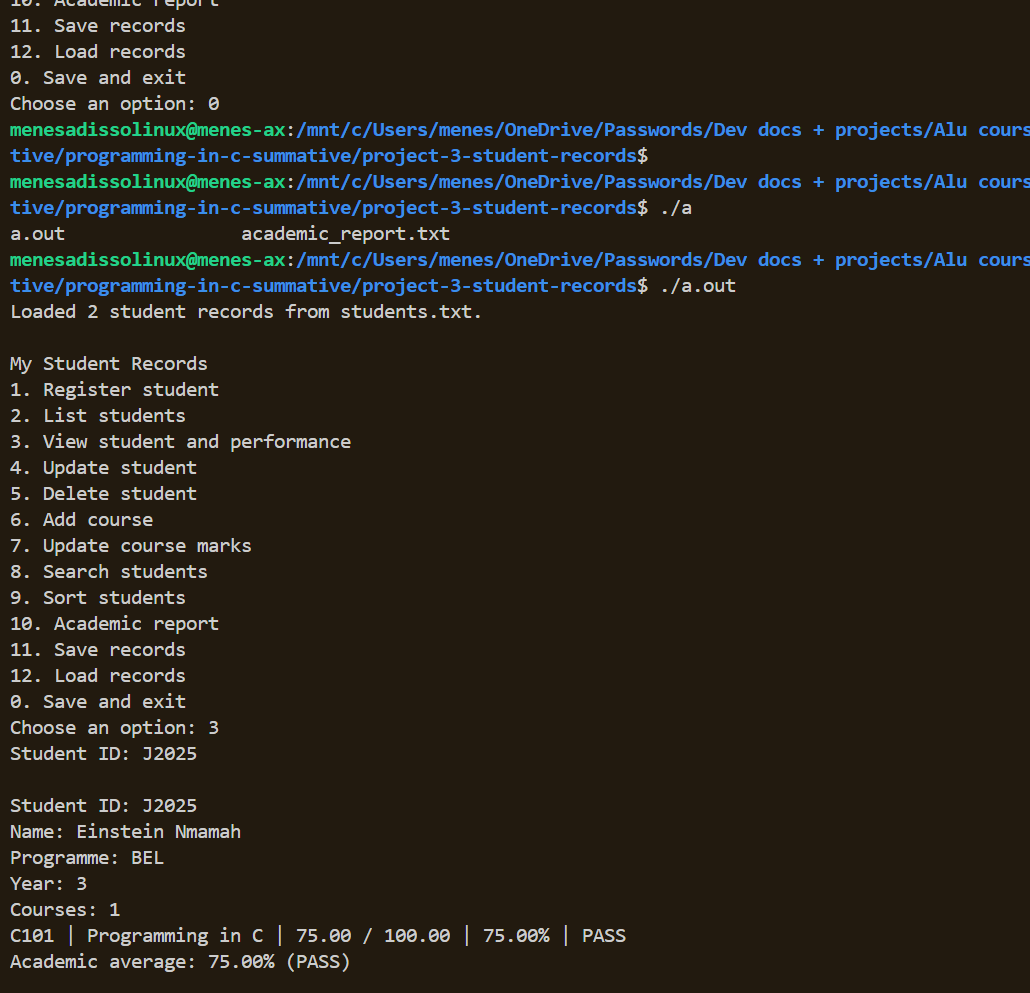 10. Academic report
11. Save records
12. Load records
0. Save and exit
Choose an option: 0
menesadissolinux@menes-ax:/mnt/c/Users/menes/OneDrive/Passwords/Dev docs + projects/Alu cours
tive/programming-in-c-summative/project-3-student-records$
menesadissolinux@menes-ax:/mnt/c/Users/menes/OneDrive/Passwords/Dev docs + projects/Alu cours
tive/programming-in-c-summative/project-3-student-records$ ./a
a.out academic_report.txt
menesadissolinux@menes-ax:/mnt/c/Users/menes/OneDrive/Passwords/Dev docs + projects/Alu cours
tive/programming-in-c-summative/project-3-student-records$ ./a.out
Loaded 2 student records from students.txt.
My Student Records
1. Register student
2. List students
3. View student and performance
4. Update student
5. Delete student
6. Add course
7. Update course marks
8. Search students
9. Sort students
10. Academic report
11. Save records
12. Load records
0. Save and exit
Choose an option: 3
Student ID: J2025
Student ID: J2025
Name: Einstein Nmamah
Programme: BEL
Year: 3
Courses: 1
C101 | Programming in C | 75.00 / 100.00 | 75.00% | PASS
Academic average: 75.00% (PASS)